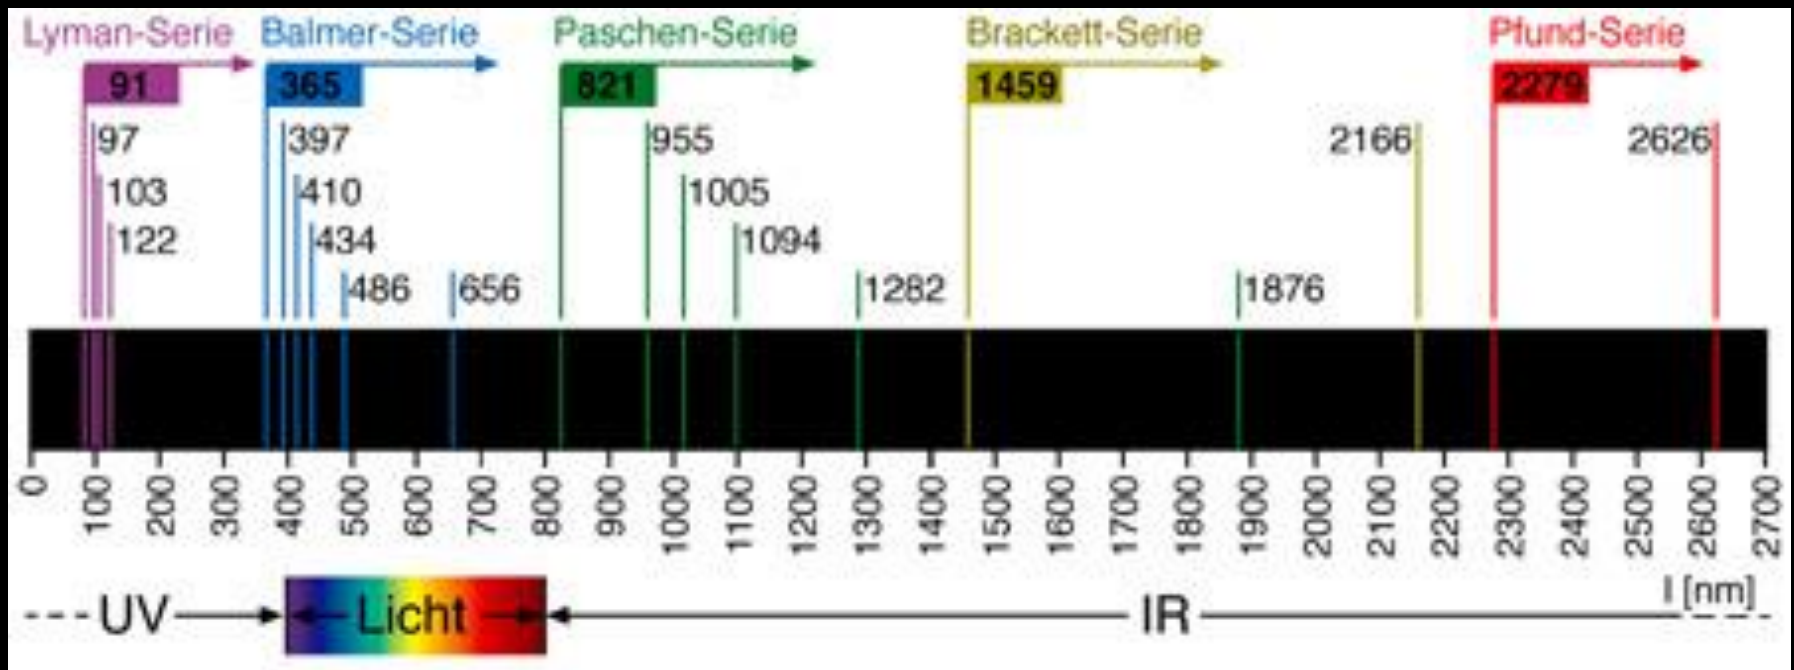 Lyman-Serie Balmer-Serie Paschen-Serie Brackett-Serie Pfund-Serie
91 365 821 1459 2279
97 397 955 2166 2626
103 410 1005
122 434 1094
486 656 1282 1876
0 100 200 300 400 500 600 700 800 900 1000 1100 1200 1300 1400 1500 1600 1700 1800 1900 2000 2100 2200 2300 2400 2500 2600 2700
l [nm]
UV Licht IR